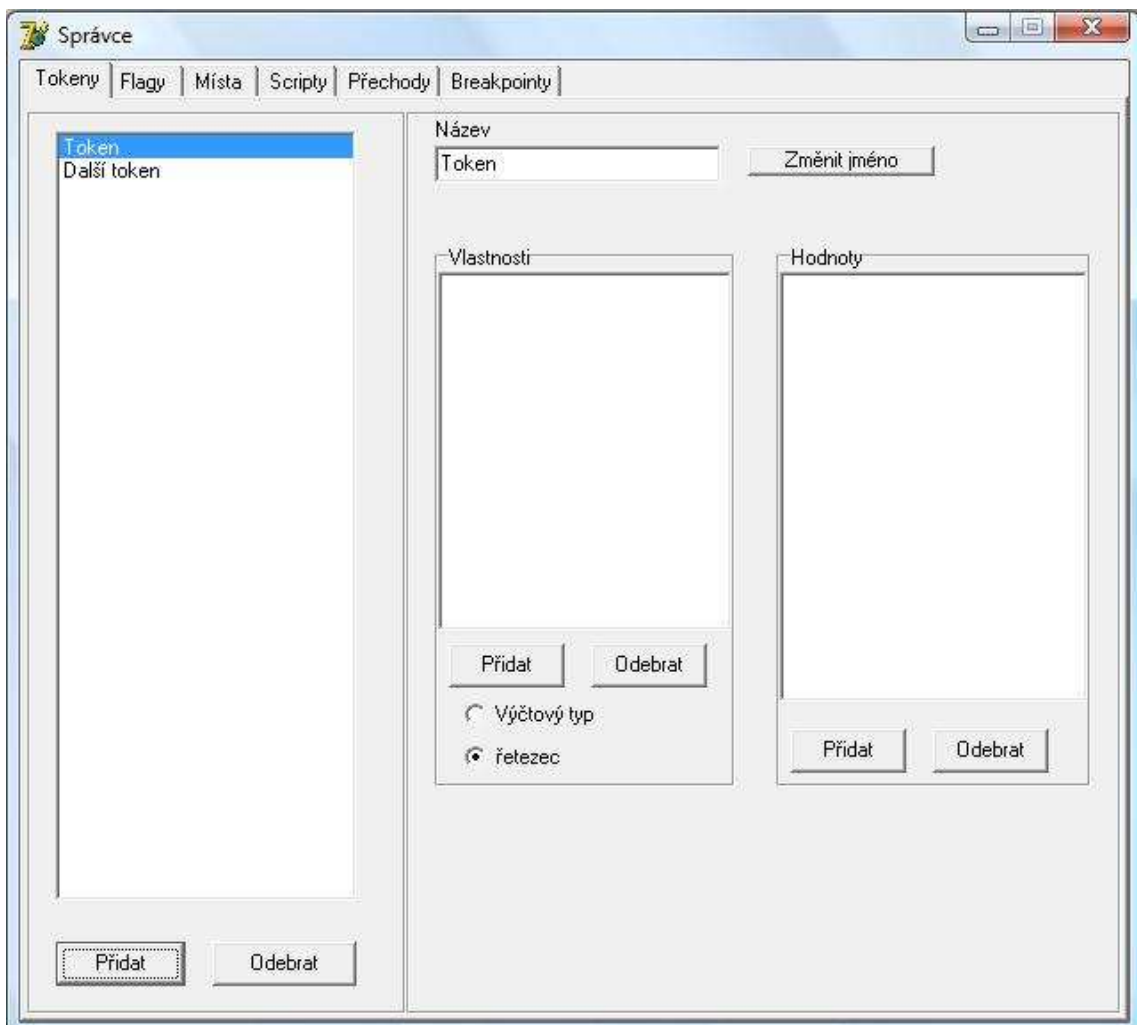 Správce
Tokeny Flagy Místa Scripty Přechody Breakpointy
Token
Další token
Přidat Odebrat
Název
Token Změnit jméno
Vlastnosti
Přidat Odebrat
Výčtový typ
řetezec
Hodnoty
Přidat Odebrat